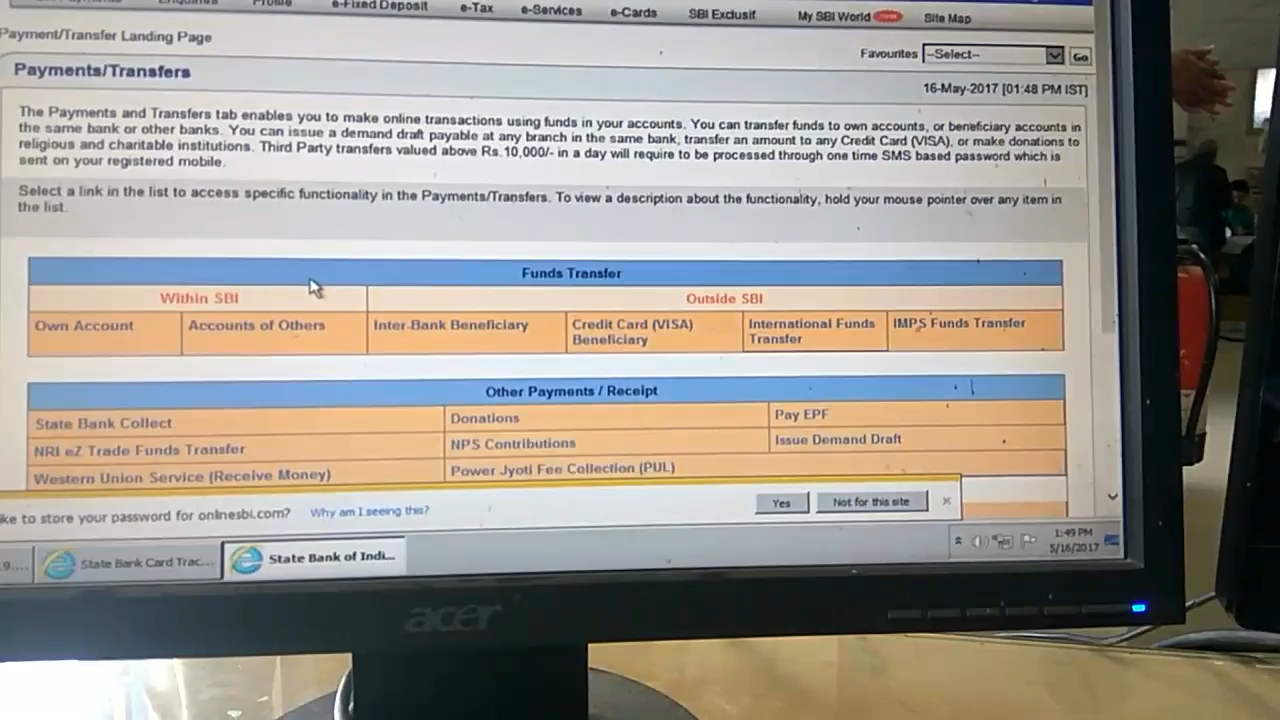 e-Fixed Deposit e-Tax e-Services e-Cards SBI Exclusif My SBI World Site Map
Payment/Transfer Landing Page
Favourites --Select-- Go
Payments/Transfers
16-May-2017 [01:48 PM IST]
The Payments and Transfers tab enables you to make online transactions using funds in your accounts. You can transfer funds to own accounts, or beneficiary accounts in
the same bank or other banks. You can issue a demand draft payable at any branch in the same bank, transfer an amount to any Credit Card (VISA), or make donations to
religious and charitable institutions. Third Party transfers valued above Rs.10,000/- in a day will require to be processed through one time SMS based password which is
sent on your registered mobile.
Select a link in the list to access specific functionality in the Payments/Transfers. To view a description about the functionality, hold your mouse pointer over any item in
the list.
Funds Transfer
Within SBI Outside SBI
Own Account Accounts of Others Inter-Bank Beneficiary Credit Card (VISA) International Funds IMPS Funds Transfer
Beneficiary Transfer
Other Payments / Receipt
State Bank Collect Donations Pay EPF
NRI eZ Trade Funds Transfer NPS Contributions Issue Demand Draft
Western Union Service (Receive Money) Power Jyoti Fee Collection (PUL)
ke to store your password for onlinesbi.com? Why am I seeing this? Yes Not for this site
State Bank Card Trac... State Bank of Indi... 1:49 PM
5/16/2017
acer